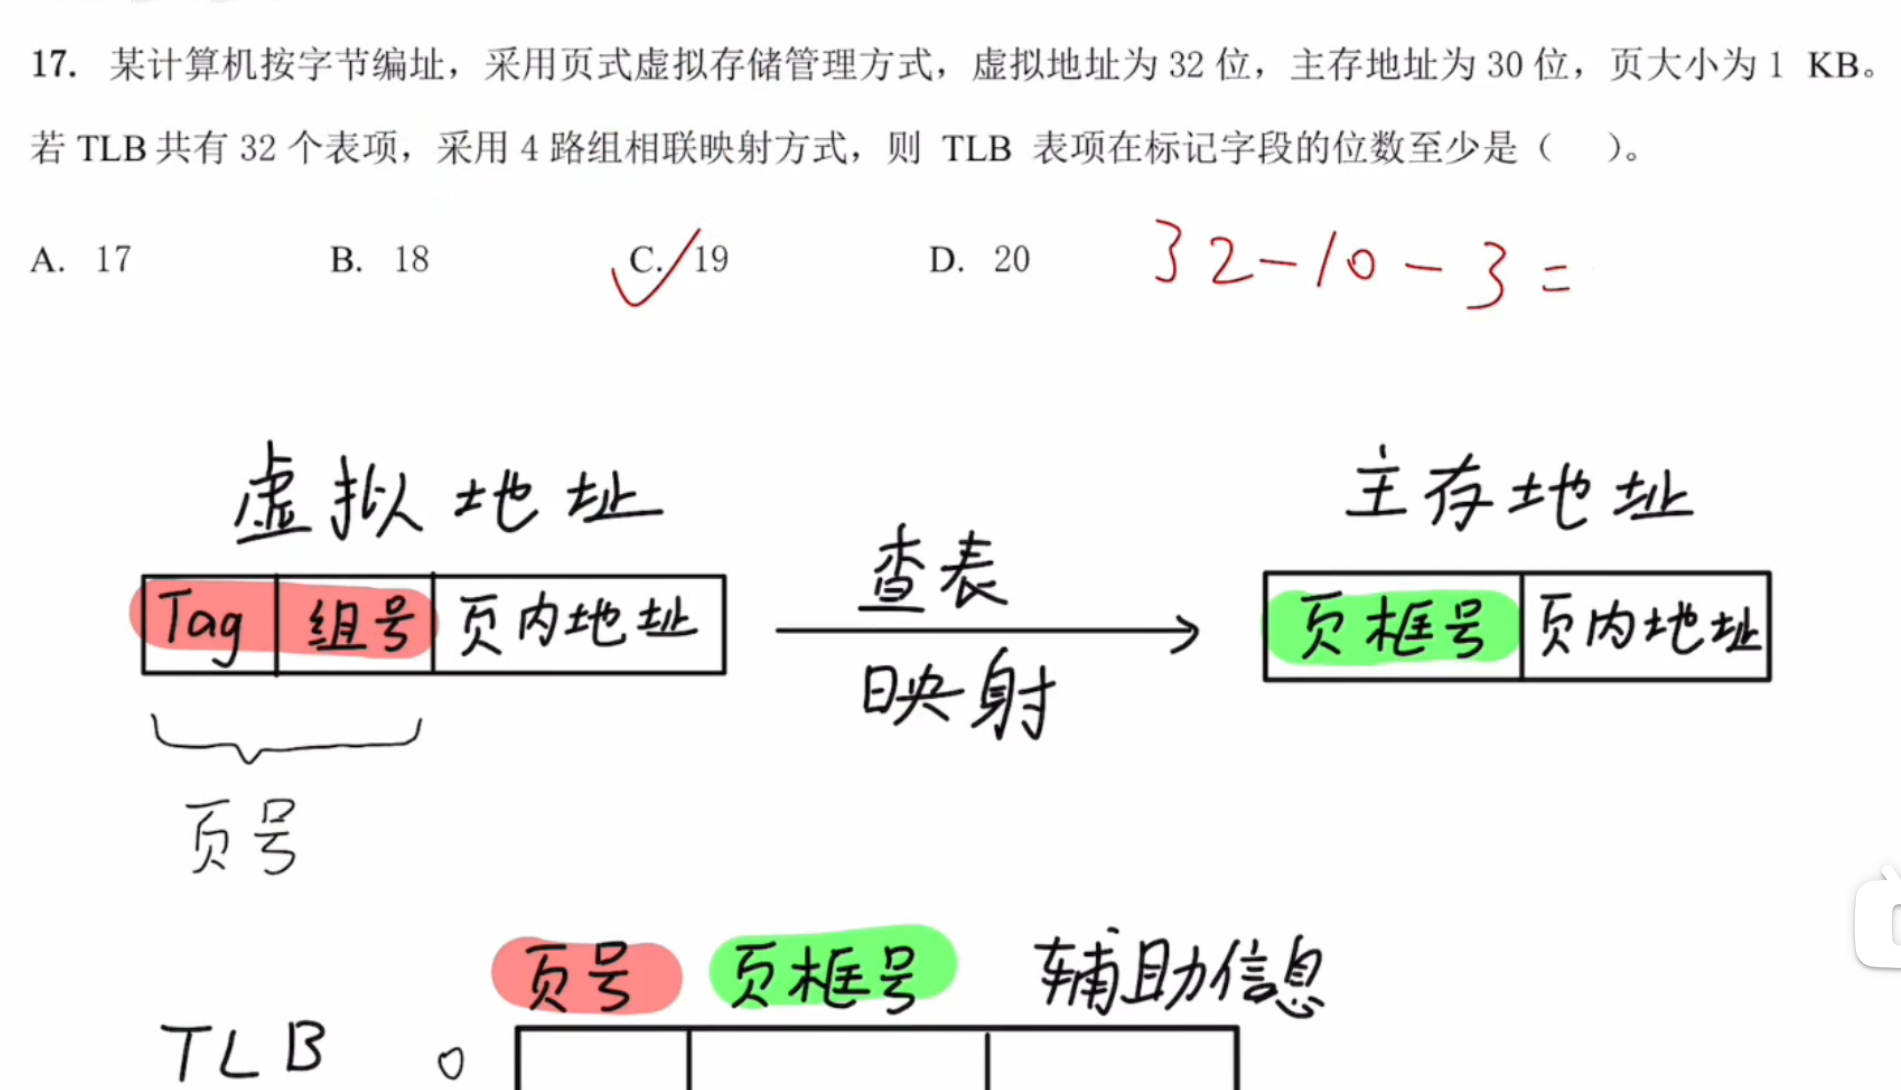 17. 某计算机按字节编址，采用页式虚拟存储管理方式，虚拟地址为 32 位，主存地址为 30 位，页大小为 1 KB。
若 TLB 共有 32 个表项，采用 4 路组相联映射方式，则 TLB 表项在标记字段的位数至少是（ ）。
A. 17 B. 18 C. 19 D. 20 32-10-3=
虚拟地址 主存地址
查表
Tag 组号 页内地址 页框号 页内地址
映射
页号
页号 页框号 辅助信息
TLB 0